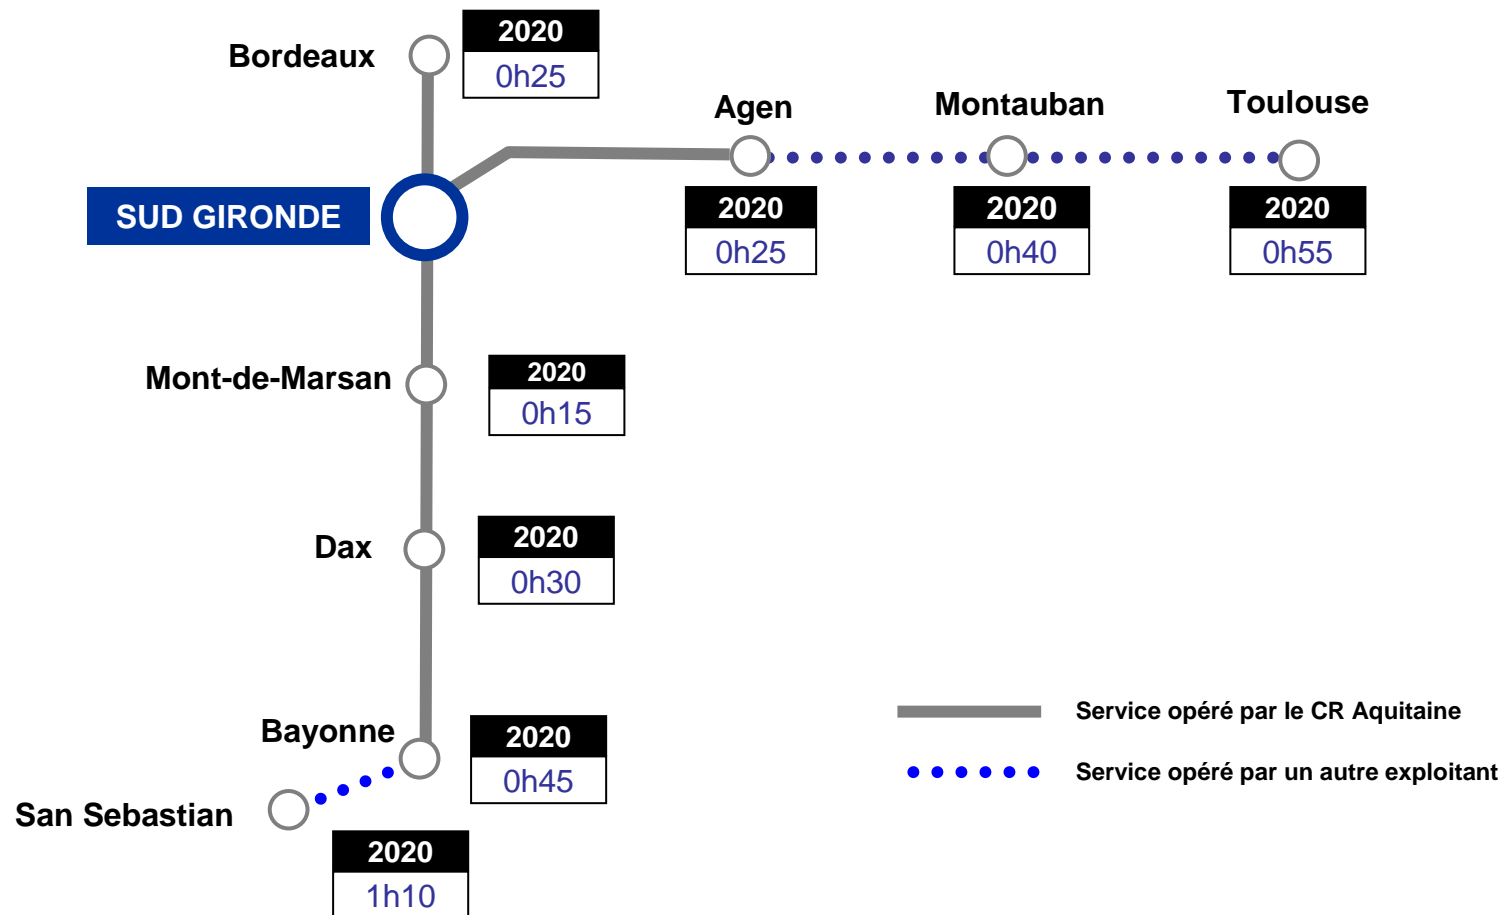 Bordeaux
2020
0h25
Agen
Montauban
Toulouse
SUD GIRONDE
2020
0h25
2020
0h40
2020
0h55
Mont-de-Marsan
2020
0h15
Dax
2020
0h30
Bayonne
2020
0h45
San Sebastian
2020
1h10
Service opéré par le CR Aquitaine
Service opéré par un autre exploitant